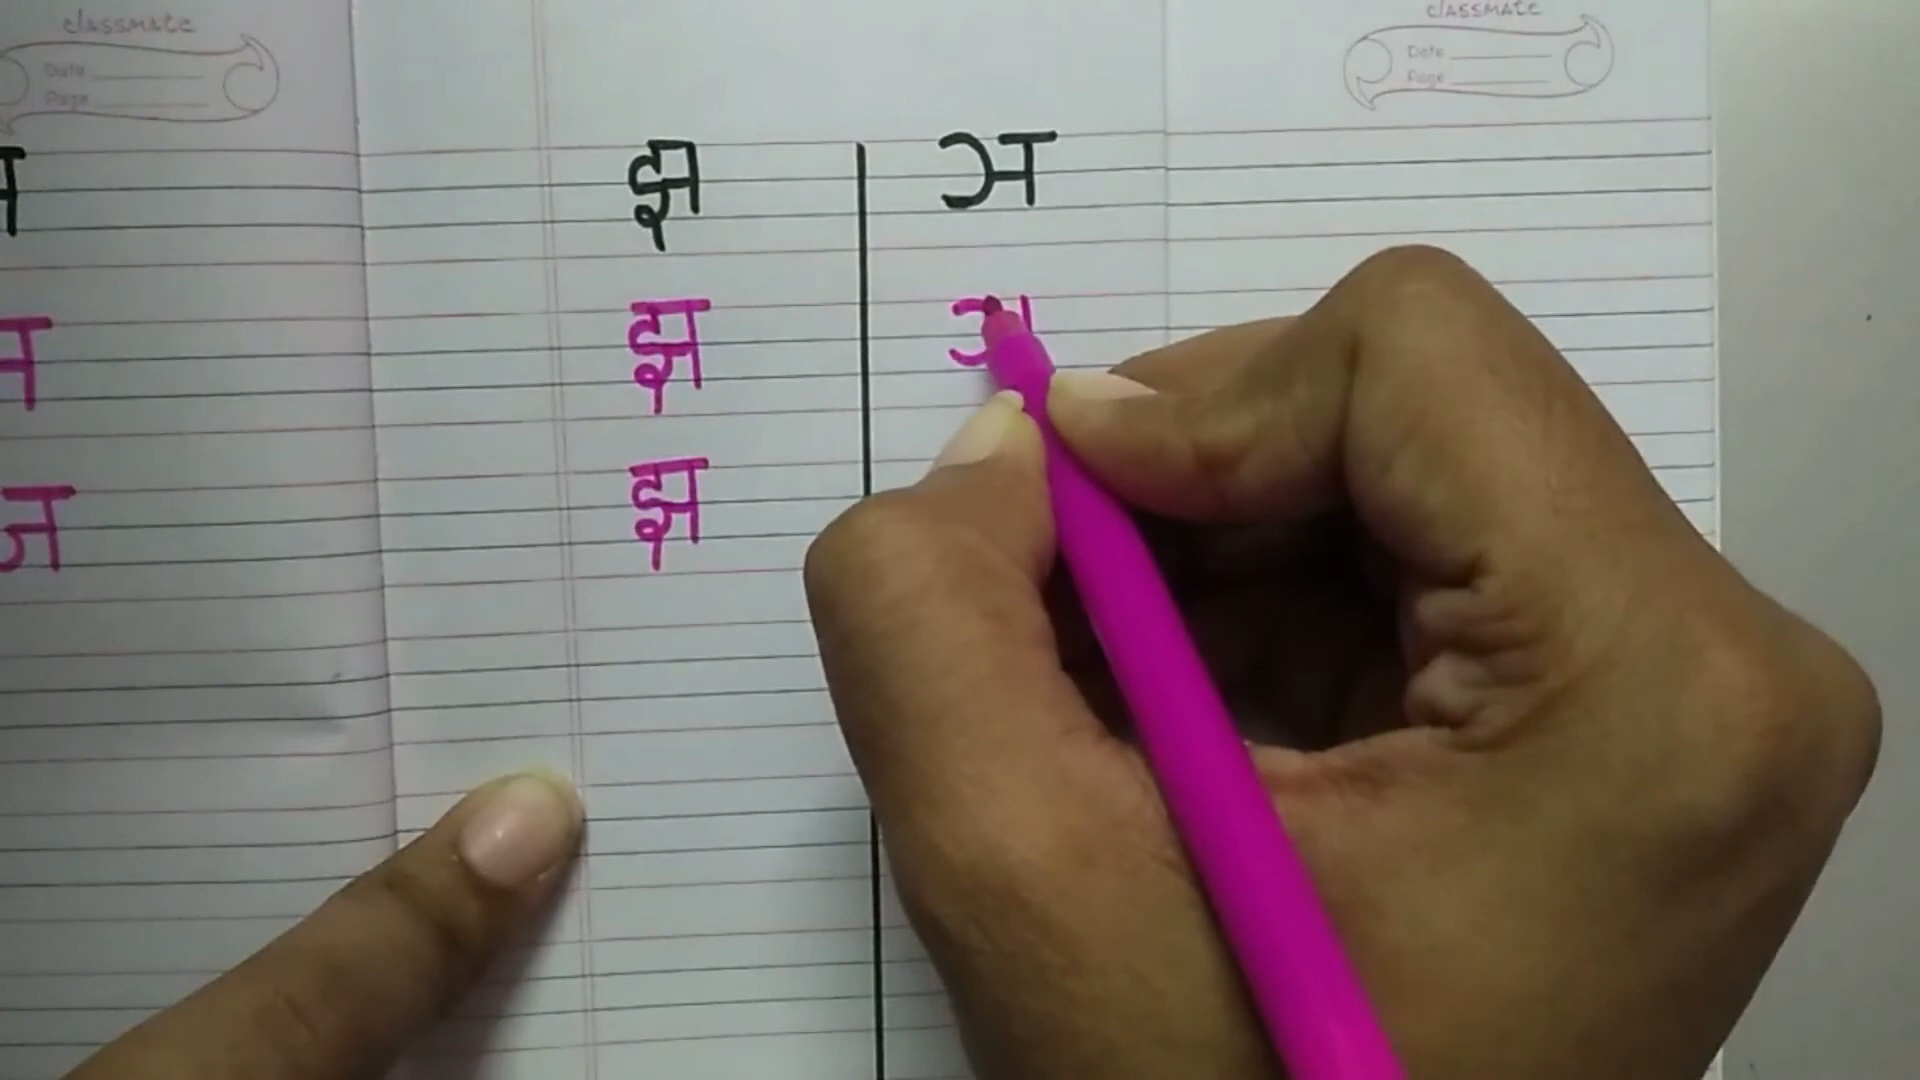 classmate
Date
Page
classmate
Date
Page
झ ञ
झ
ज झ